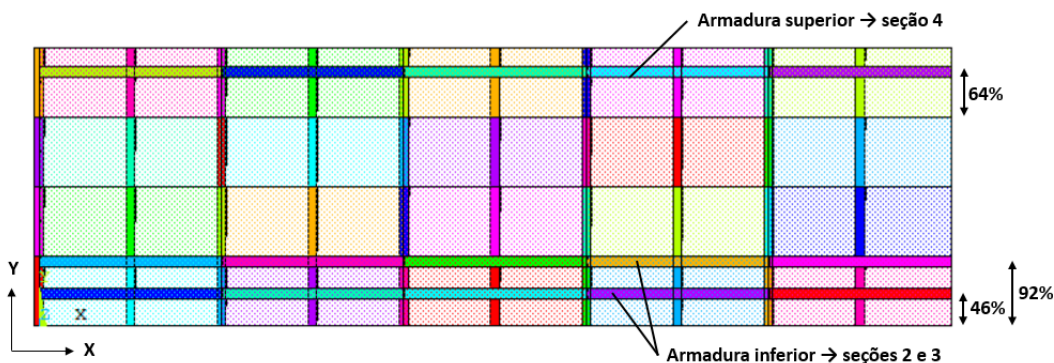 Armadura superior → seção 4
64%
Y
92%
46%
Z X
X
Armadura inferior → seções 2 e 3